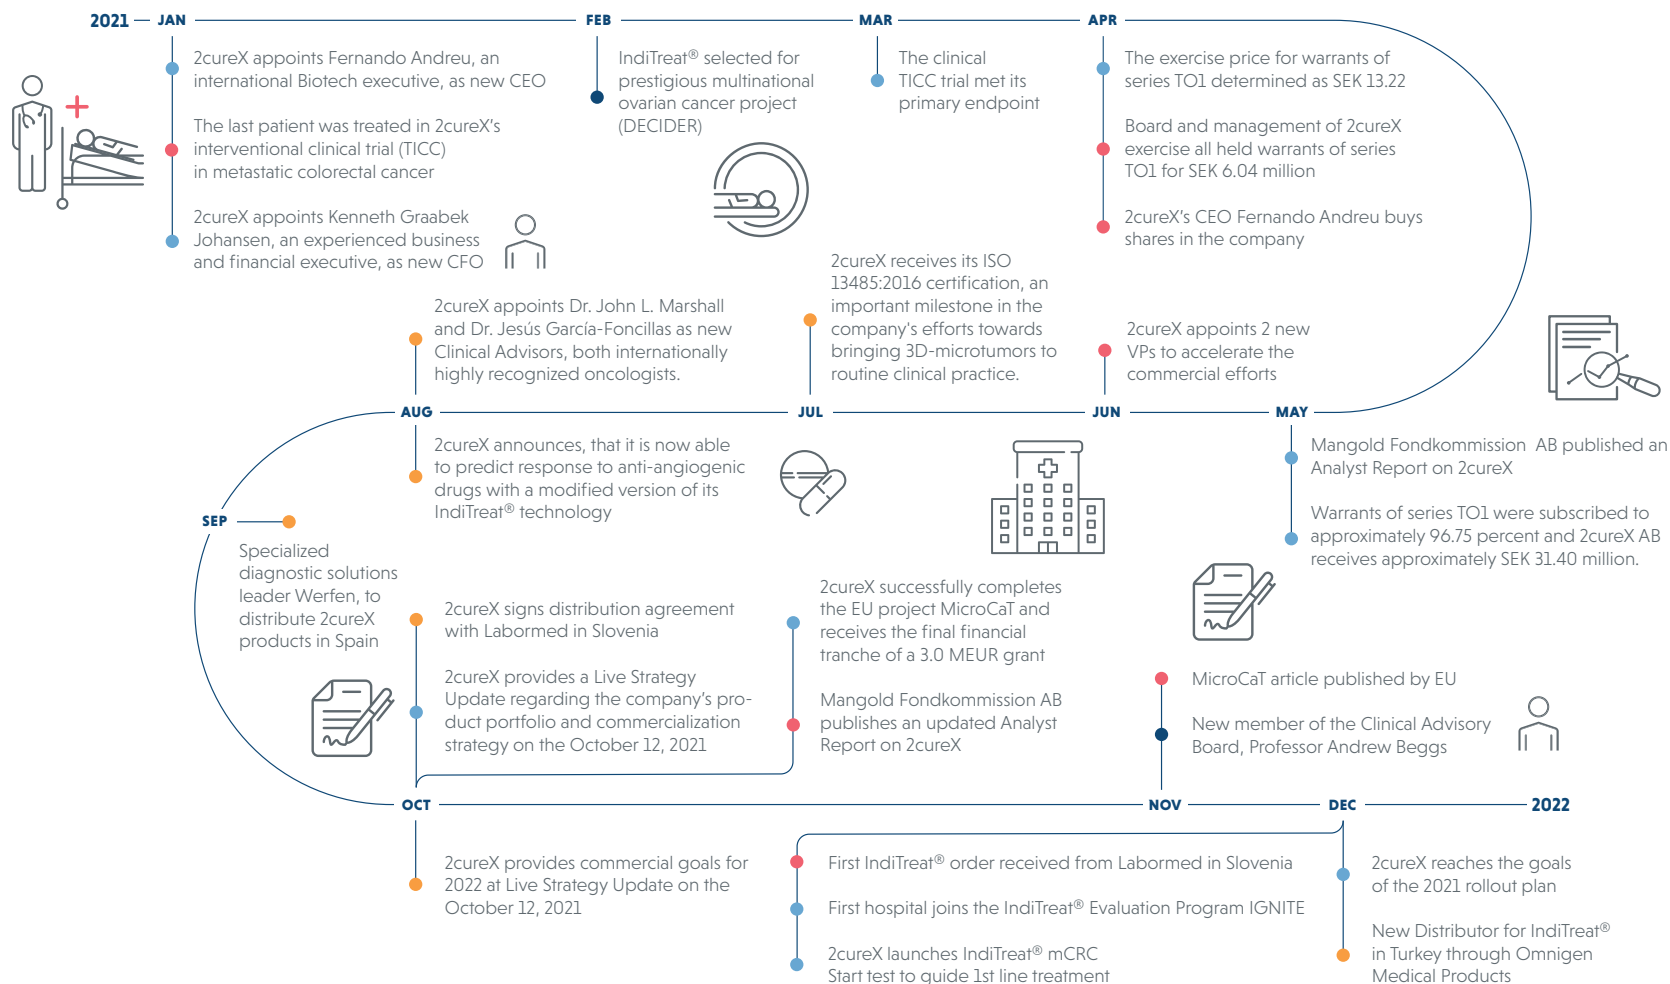 2021
JAN
2cureX appoints Fernando Andreu, an
international Biotech executive, as new CEO
The last patient was treated in 2cureX's
interventional clinical trial (TICC)
in metastatic colorectal cancer
2cureX appoints Kenneth Graabek
Johansen, an experienced business
and financial executive, as new CFO
FEB
IndiTreat® selected for
prestigious multinational
ovarian cancer project
(DECIDER)
MAR
The clinical
TICC trial met its
primary endpoint
APR
The exercise price for warrants of
series TO1 determined as SEK 13.22
Board and management of 2cureX
exercise all held warrants of series
TO1 for SEK 6.04 million
2cureX's CEO Fernando Andreu buys
shares in the company
MAY
Mangold Fondkommission AB published an
Analyst Report on 2cureX
Warrants of series TO1 were subscribed to
approximately 96.75 percent and 2cureX AB
receives approximately SEK 31.40 million.
JUN
2cureX appoints 2 new
VPs to accelerate the
commercial efforts
JUL
2cureX receives its ISO
13485:2016 certification, an
important milestone in the
company's efforts towards
bringing 3D-microtumors to
routine clinical practice.
AUG
2cureX appoints Dr. John L. Marshall
and Dr. Jesús García-Foncillas as new
Clinical Advisors, both internationally
highly recognized oncologists.
2cureX announces, that it is now able
to predict response to anti-angiogenic
drugs with a modified version of its
IndiTreat® technology
SEP
Specialized
diagnostic solutions
leader Werfen, to
distribute 2cureX
products in Spain
OCT
2cureX signs distribution agreement
with Labormed in Slovenia
2cureX provides a Live Strategy
Update regarding the company's pro-
duct portfolio and commercialization
strategy on the October 12, 2021
2cureX successfully completes
the EU project MicroCaT and
receives the final financial
tranche of a 3.0 MEUR grant
Mangold Fondkommission AB
publishes an updated Analyst
Report on 2cureX
2cureX provides commercial goals for
2022 at Live Strategy Update on the
October 12, 2021
NOV
MicroCaT article published by EU
New member of the Clinical Advisory
Board, Professor Andrew Beggs
DEC
First IndiTreat® order received from Labormed in Slovenia
First hospital joins the IndiTreat® Evaluation Program IGNITE
2cureX launches IndiTreat® mCRC
Start test to guide 1st line treatment
2cureX reaches the goals
of the 2021 rollout plan
New Distributor for IndiTreat®
in Turkey through Omnigen
Medical Products
2022